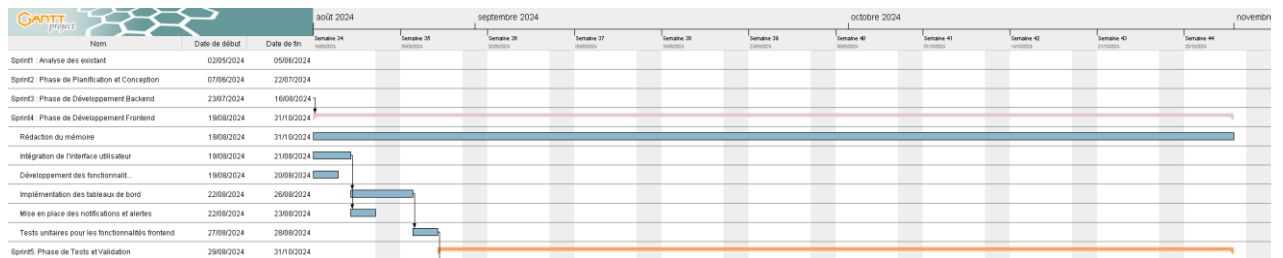 GANTT project
août 2024 septembre 2024 octobre 2024 novembre
Nom Date de début Date de fin
Semaine 34 Semaine 35 Semaine 36 Semaine 37 Semaine 38 Semaine 39 Semaine 40 Semaine 41 Semaine 42 Semaine 43 Semaine 44
Sprint1 : Analyse des existant 02/05/2024 05/06/2024
Sprint2 : Phase de Planification et Conception 07/06/2024 22/07/2024
Sprint3 : Phase de Développement Backend 23/07/2024 16/08/2024
Sprint4 : Phase de Développement Frontend 19/08/2024 31/10/2024
Rédaction du mémoire 19/08/2024 31/10/2024
Intégration de l'interface utilisateur 19/08/2024 21/08/2024
Développement des fonctionnalit... 19/08/2024 20/08/2024
Implémentation des tableaux de bord 22/08/2024 26/08/2024
Mise en place des notifications et alertes 22/08/2024 23/08/2024
Tests unitaires pour les fonctionnalités frontend 27/08/2024 28/08/2024
Sprint5: Phase de Tests et Validation 29/08/2024 31/10/2024